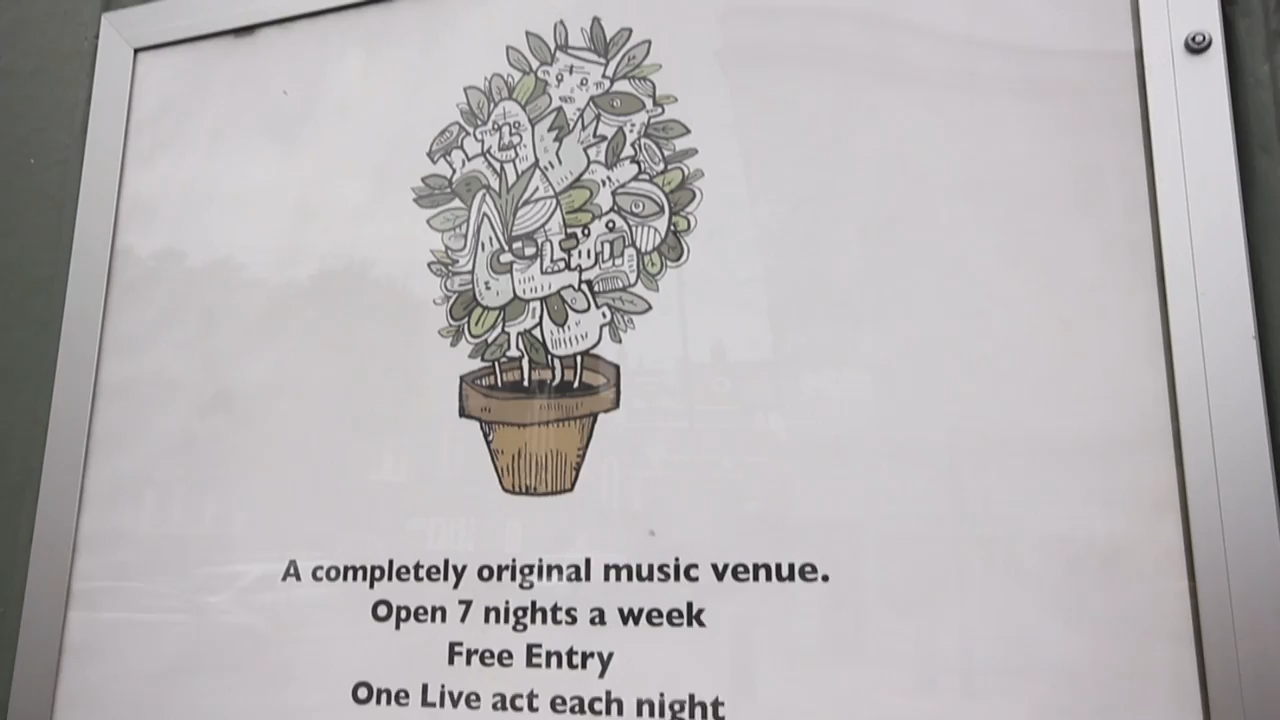 A completely original music venue.
Open 7 nights a week
Free Entry
One Live act each night